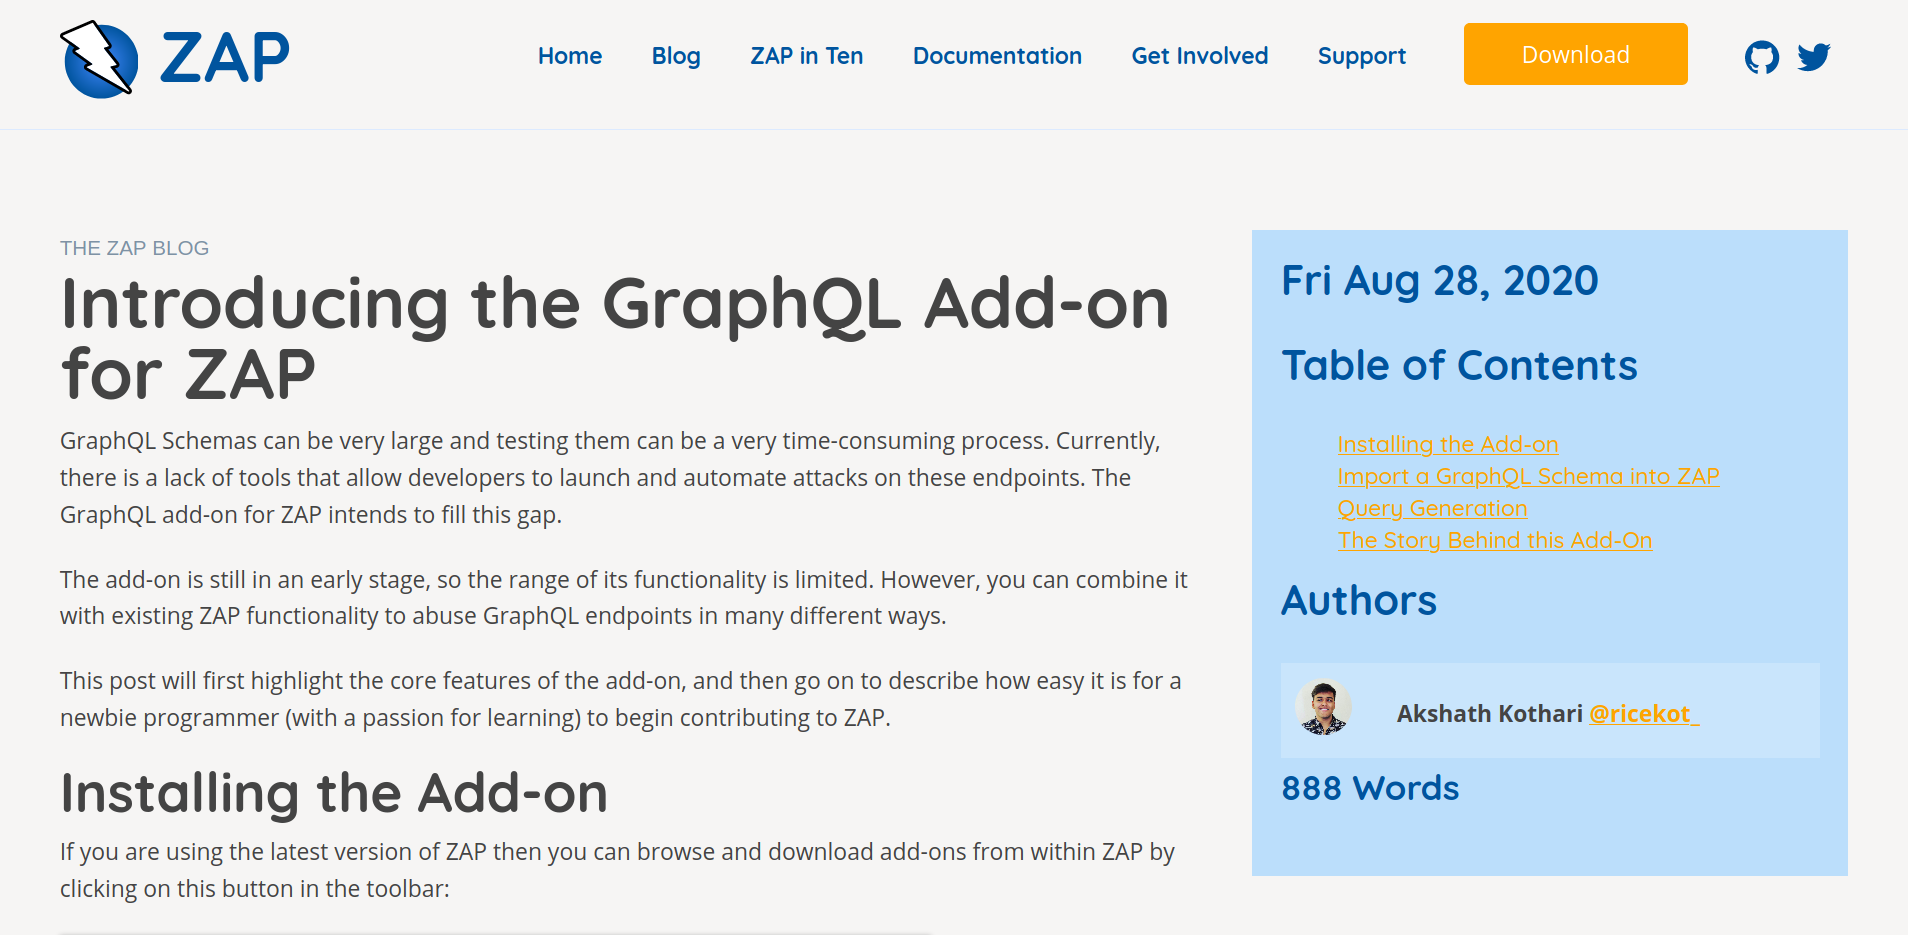 ZAP
Home Blog ZAP in Ten Documentation Get Involved Support Download
THE ZAP BLOG
Introducing the GraphQL Add-on
for ZAP
GraphQL Schemas can be very large and testing them can be a very time-consuming process. Currently,
there is a lack of tools that allow developers to launch and automate attacks on these endpoints. The
GraphQL add-on for ZAP intends to fill this gap.
The add-on is still in an early stage, so the range of its functionality is limited. However, you can combine it
with existing ZAP functionality to abuse GraphQL endpoints in many different ways.
This post will first highlight the core features of the add-on, and then go on to describe how easy it is for a
newbie programmer (with a passion for learning) to begin contributing to ZAP.
Installing the Add-on
If you are using the latest version of ZAP then you can browse and download add-ons from within ZAP by
clicking on this button in the toolbar:
Fri Aug 28, 2020
Table of Contents
Installing the Add-on
Import a GraphQL Schema into ZAP
Query Generation
The Story Behind this Add-On
Authors
Akshath Kothari @ricekot_
888 Words